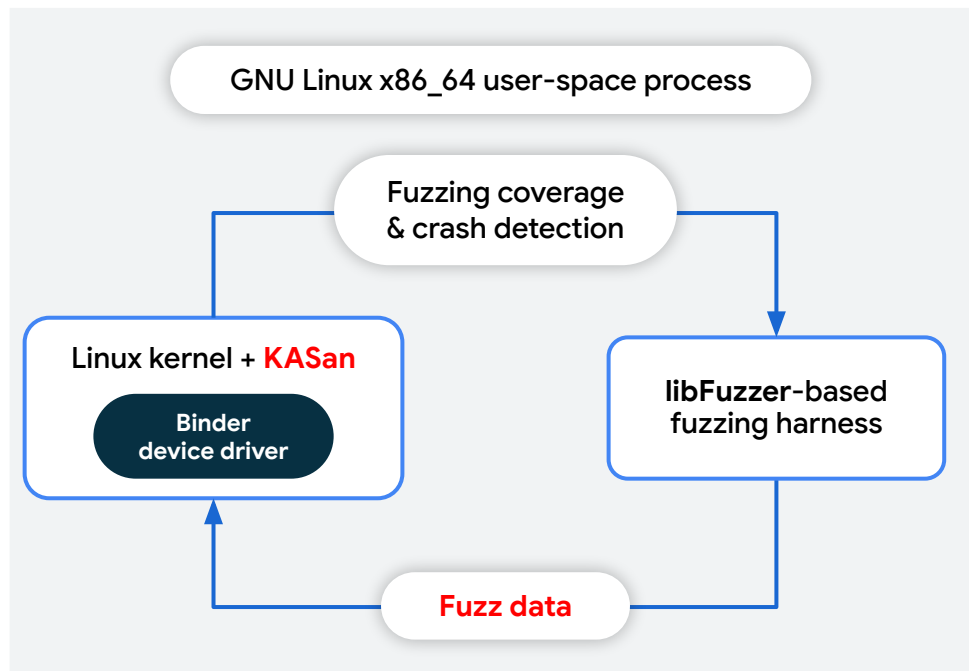 GNU Linux x86_64 user-space process
Fuzzing coverage
& crash detection
Linux kernel + KASan
Binder
device driver
libFuzzer-based
fuzzing harness
Fuzz data